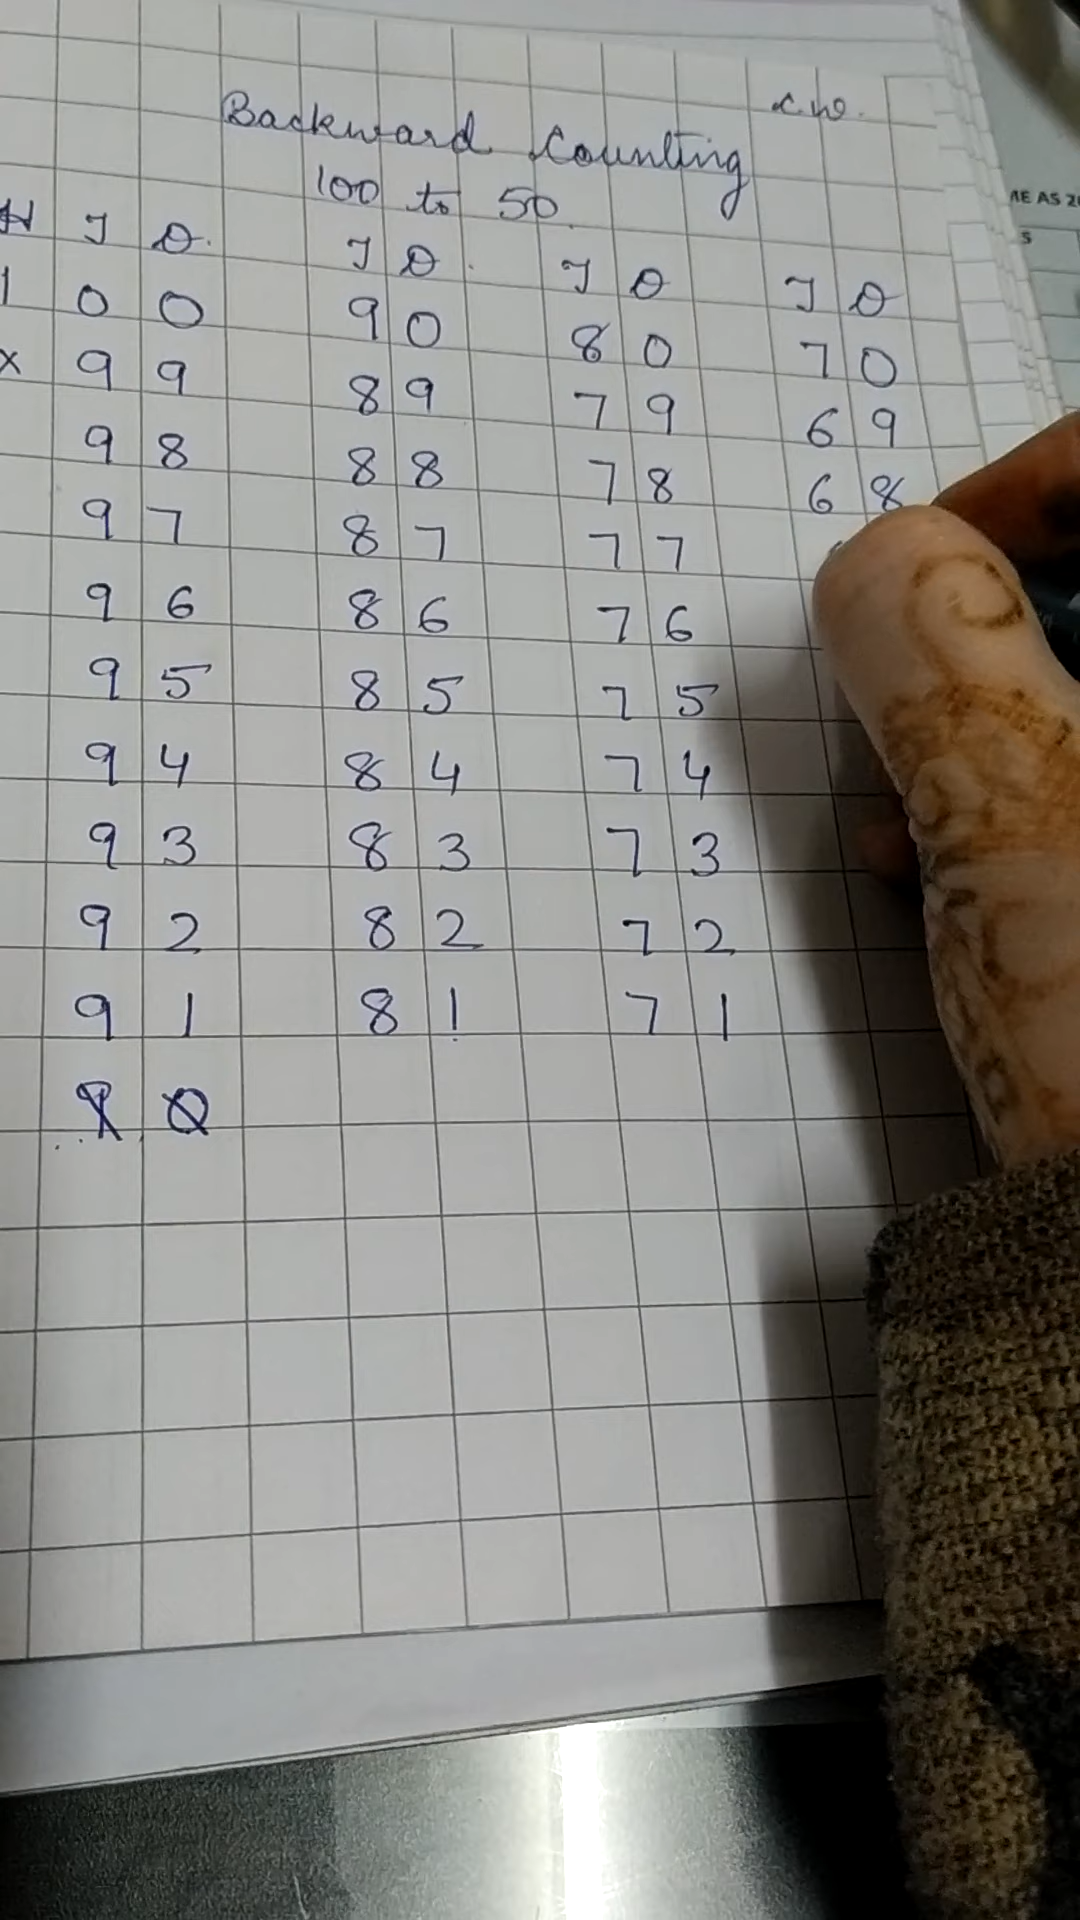 c.w.
Backward Counting
100 to 50
H T O. T O. T O T O
1 0 0 9 0 8 0 7 0
x 9 9 8 9 7 9 6 9
9 8 8 8 7 8 6 8
9 7 8 7 7 7
9 6 8 6 7 6
9 5 8 5 7 5
9 4 8 4 7 4
9 3 8 3 7 3
9 2 8 2 7 2
9 1 8 1 7 1
9 0